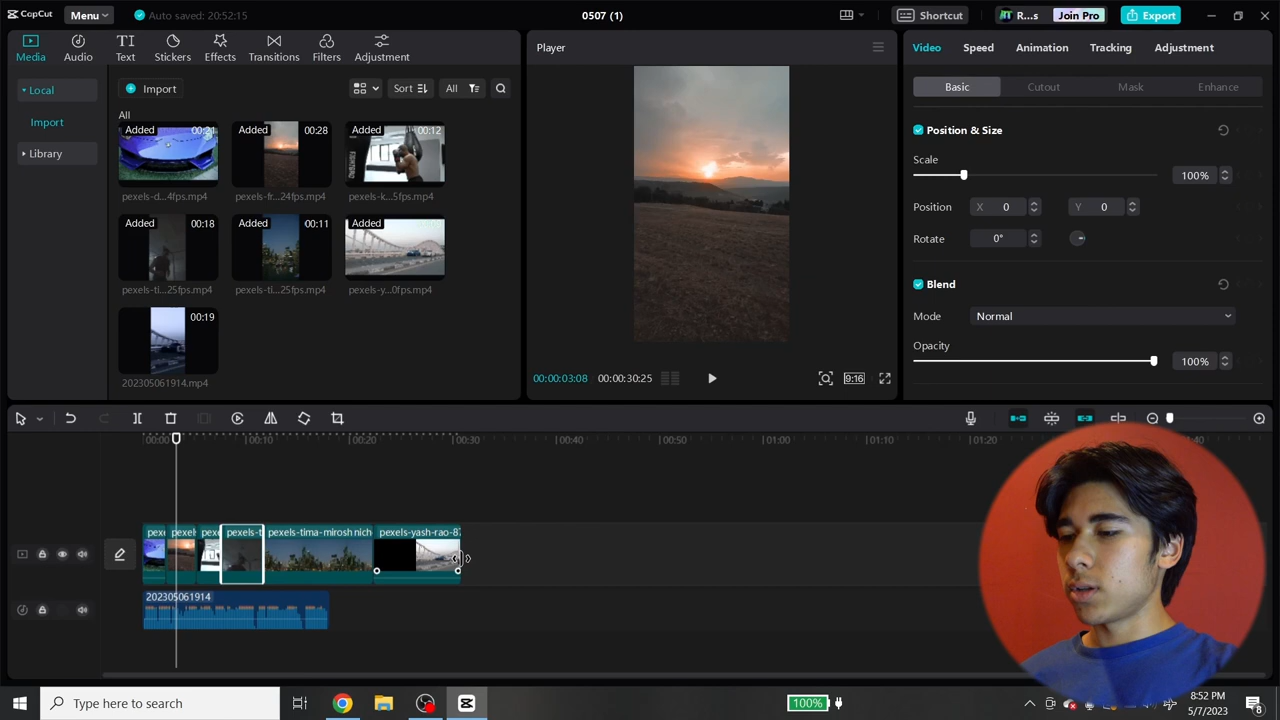 CapCut
Menu
Auto saved: 20:52:15
0507 (1)
Shortcut
R...s
Join Pro
Export
Media
Audio
Text
Stickers
Effects
Transitions
Filters
Adjustment
Local
Import
Library
Import
Sort
All
All
Added 00:21
pexels-d...4fps.mp4
Added 00:28
pexels-fr...24fps.mp4
Added 00:12
pexels-k...5fps.mp4
Added 00:18
pexels-ti...25fps.mp4
Added 00:11
pexels-ti...25fps.mp4
Added
pexels-y...0fps.mp4
00:19
202305061914.mp4
Player
00:00:03:08
00:00:30:25
9:16
Video
Speed
Animation
Tracking
Adjustment
Basic
Cutout
Mask
Enhance
Position & Size
Scale
100%
Position
X 0
Y 0
Rotate
0°
Blend
Mode
Normal
Opacity
100%
00:00
00:10
00:20
00:30
00:40
00:50
01:00
01:10
01:20
pexe
pexels
pexe
pexels-t
pexels-tima-mirosh nich
pexels-yash-rao-87
202305061914
Type here to search
100%
8:52 PM
5/7/2023
8